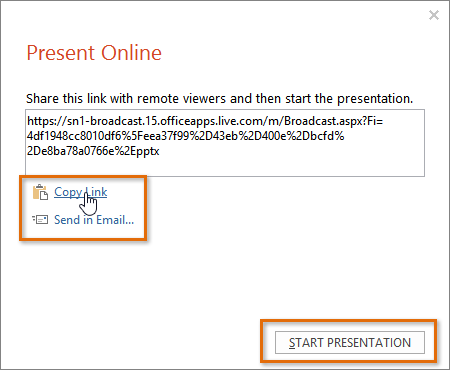 Present Online
Share this link with remote viewers and then start the presentation.
https://sn1-broadcast.15.officeapps.live.com/m/Broadcast.aspx?Fi=
4df1948cc8010df6%5Feea37f99%2D43eb%2D400e%2Dbcfd%
2De8ba78a0766e%2Epptx
Copy Link
Send in Email...
START PRESENTATION